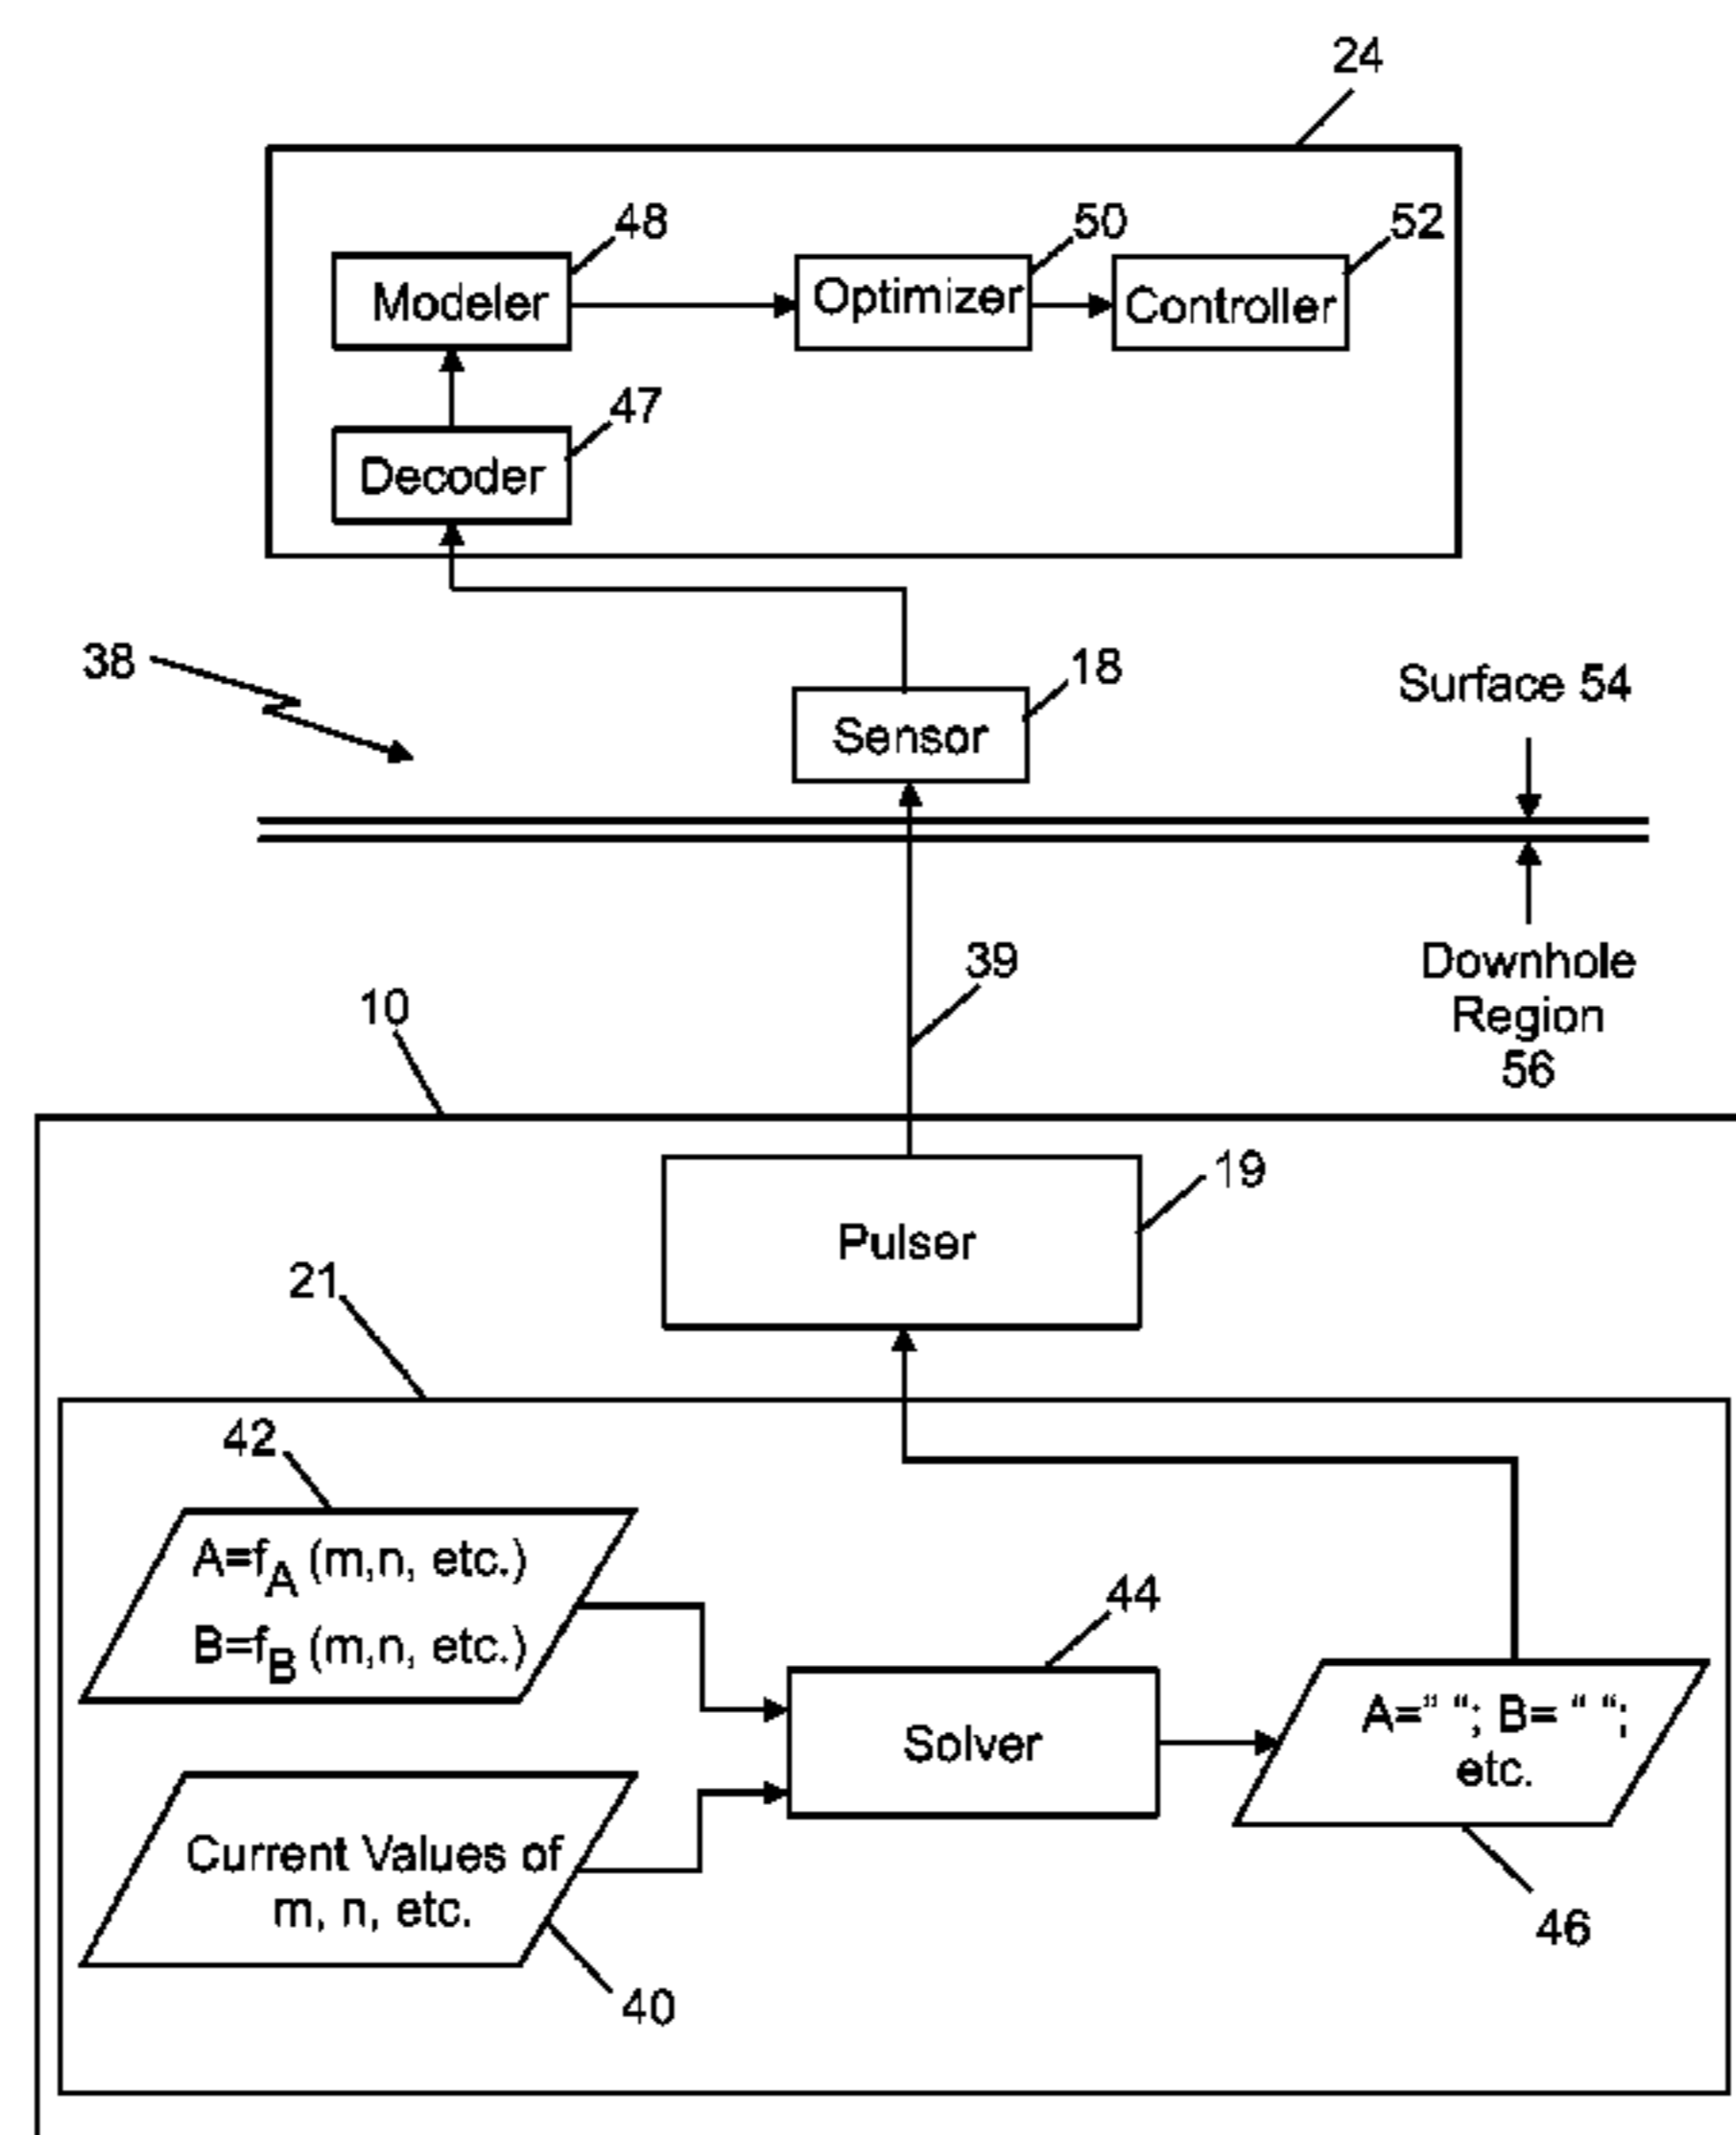 24
48
50
52
Modeler
Optimizer
Controller
47
Decoder
38
18
Surface 54
Sensor
39
Downhole
Region
56
10
19
Pulser
21
42
A=fA (m,n, etc.)
B=fB (m,n, etc.)
44
Solver
A=“ “; B= “ “;
etc.
Current Values of
m, n, etc.
46
40